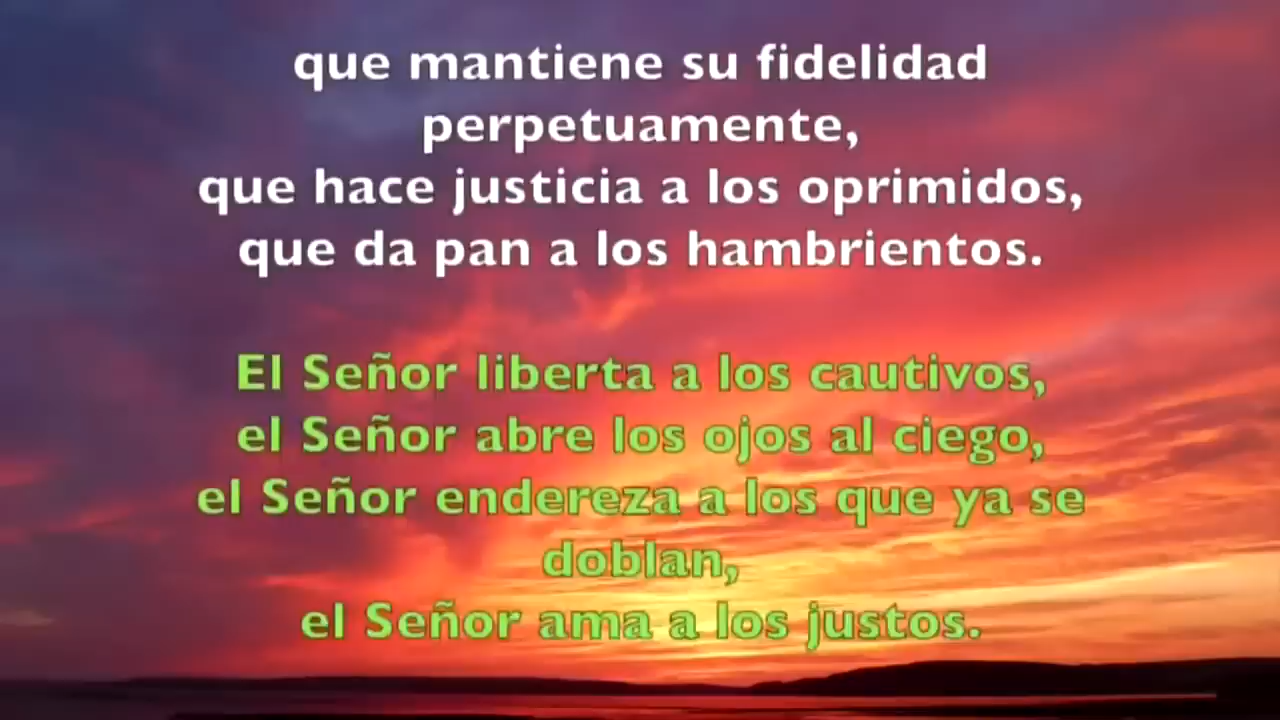 que mantiene su fidelidad
perpetuamente,
que hace justicia a los oprimidos,
que da pan a los hambrientos.
El Señor liberta a los cautivos,
el Señor abre los ojos al ciego,
el Señor endereza a los que ya se
doblan,
el Señor ama a los justos.